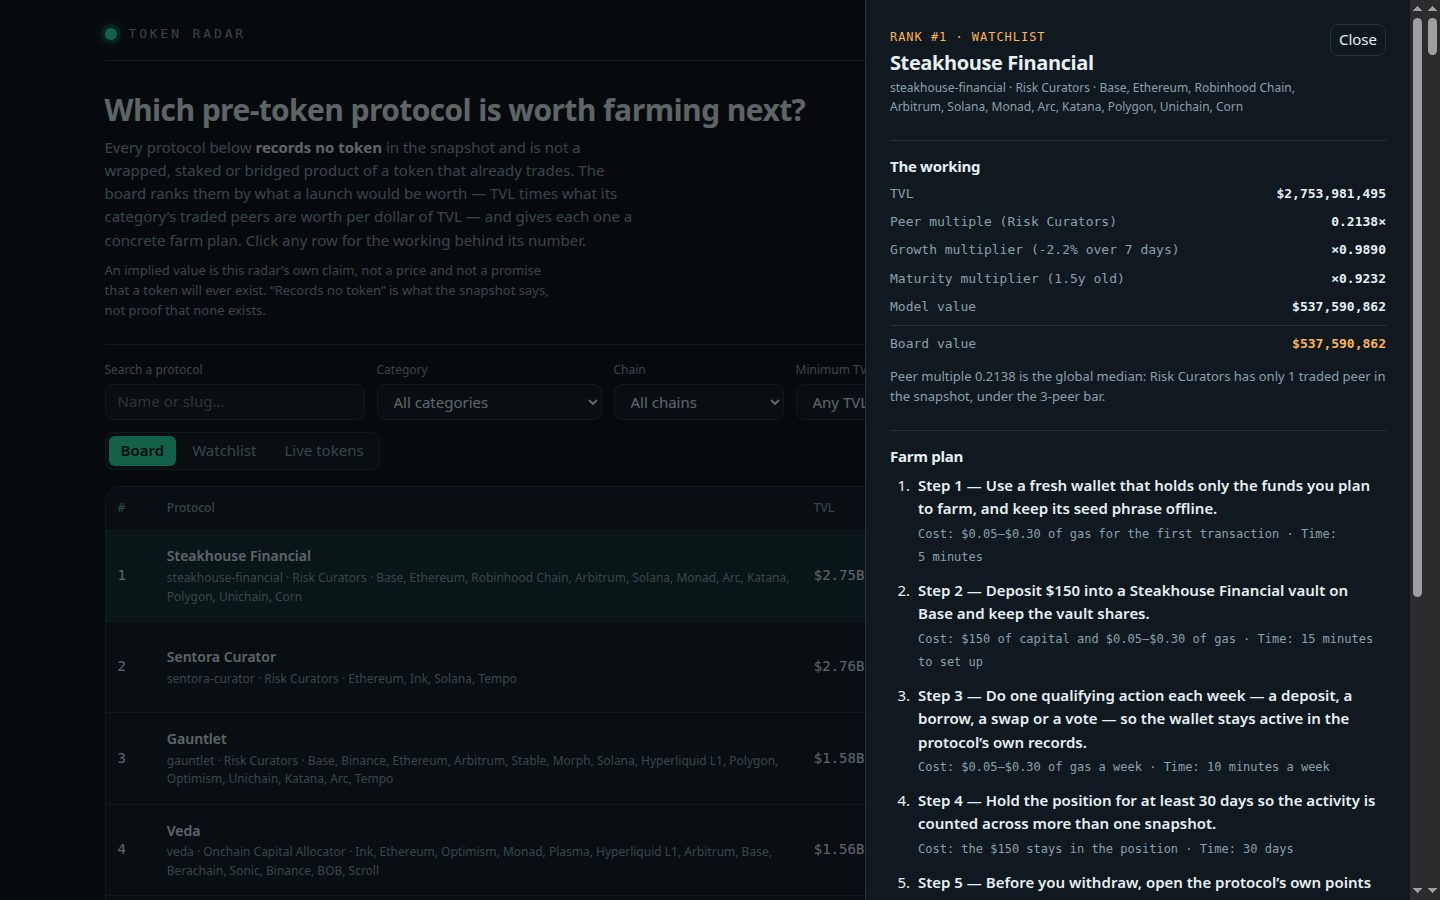 TOKEN RADAR
Which pre-token protocol is worth farming next?
Every protocol below records no token in the snapshot and is not a
wrapped, staked or bridged product of a token that already trades. The
board ranks them by what a launch would be worth — TVL times what its
category's traded peers are worth per dollar of TVL — and gives each one a
concrete farm plan. Click any row for the working behind its number.
An implied value is this radar's own claim, not a price and not a promise
that a token will ever exist. “Records no token” is what the snapshot says,
not proof that none exists.
Search a protocol
Category
Chain
Minimum TV
Name or slug…
All categories
All chains
Any TVL
Board
Watchlist
Live tokens
#
Protocol
TVL
1
Steakhouse Financial
steakhouse-financial · Risk Curators · Base, Ethereum, Robinhood Chain, Arbitrum, Solana, Monad, Arc, Katana,
Polygon, Unichain, Corn
$2.75B
2
Sentora Curator
sentora-curator · Risk Curators · Ethereum, Ink, Solana, Tempo
$2.76B
3
Gauntlet
gauntlet · Risk Curators · Base, Binance, Ethereum, Arbitrum, Stable, Morph, Solana, Hyperliquid L1, Polygon,
Optimism, Unichain, Katana, Arc, Tempo
$1.58B
4
Veda
veda · Onchain Capital Allocator · Ink, Ethereum, Optimism, Monad, Plasma, Hyperliquid L1, Arbitrum, Base,
Berachain, Sonic, Binance, BOB, Scroll
$1.56B
RANK #1 · WATCHLIST
Close
Steakhouse Financial
steakhouse-financial · Risk Curators · Base, Ethereum, Robinhood Chain,
Arbitrum, Solana, Monad, Arc, Katana, Polygon, Unichain, Corn
The working
TVL $2,753,981,495
Peer multiple (Risk Curators) 0.2138×
Growth multiplier (-2.2% over 7 days) ×0.9890
Maturity multiplier (1.5y old) ×0.9232
Model value $537,590,862
Board value $537,590,862
Peer multiple 0.2138 is the global median: Risk Curators has only 1 traded peer in
the snapshot, under the 3-peer bar.
Farm plan
1. Step 1 — Use a fresh wallet that holds only the funds you plan
to farm, and keep its seed phrase offline.
Cost: $0.05–$0.30 of gas for the first transaction · Time:
5 minutes
2. Step 2 — Deposit $150 into a Steakhouse Financial vault on
Base and keep the vault shares.
Cost: $150 of capital and $0.05–$0.30 of gas · Time: 15 minutes
to set up
3. Step 3 — Do one qualifying action each week — a deposit, a
borrow, a swap or a vote — so the wallet stays active in the
protocol's own records.
Cost: $0.05–$0.30 of gas a week · Time: 10 minutes a week
4. Step 4 — Hold the position for at least 30 days so the activity is
counted across more than one snapshot.
Cost: the $150 stays in the position · Time: 30 days
5. Step 5 — Before you withdraw, open the protocol's own points